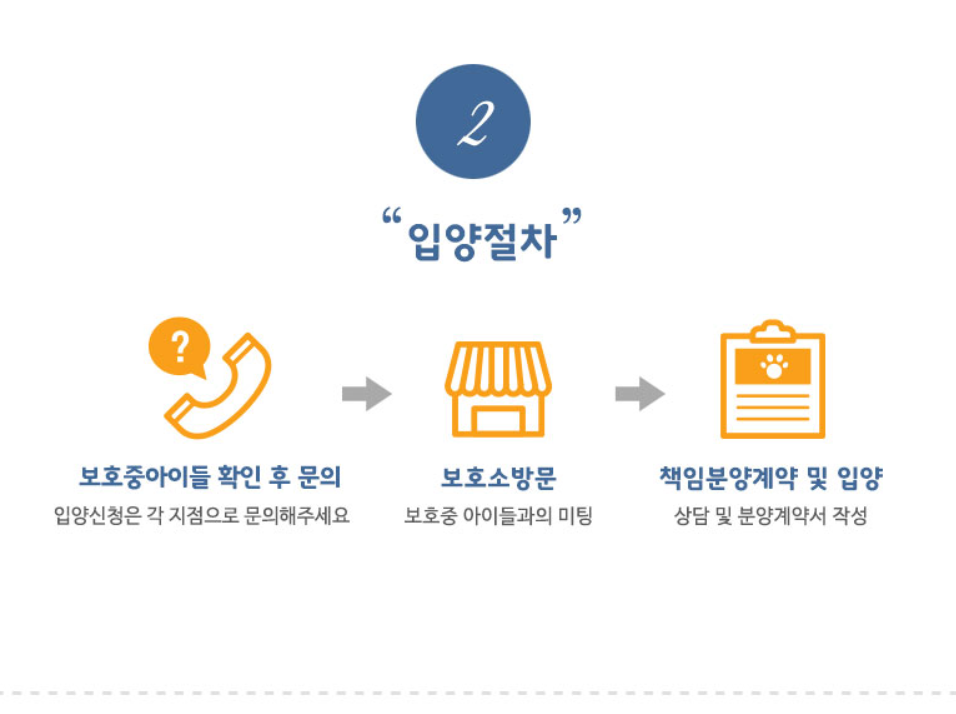 2
“입양절차”
?
보호중아이들 확인 후 문의
입양신청은 각 지점으로 문의해주세요
보호소방문
보호중 아이들과의 미팅
책임분양계약 및 입양
상담 및 분양계약서 작성